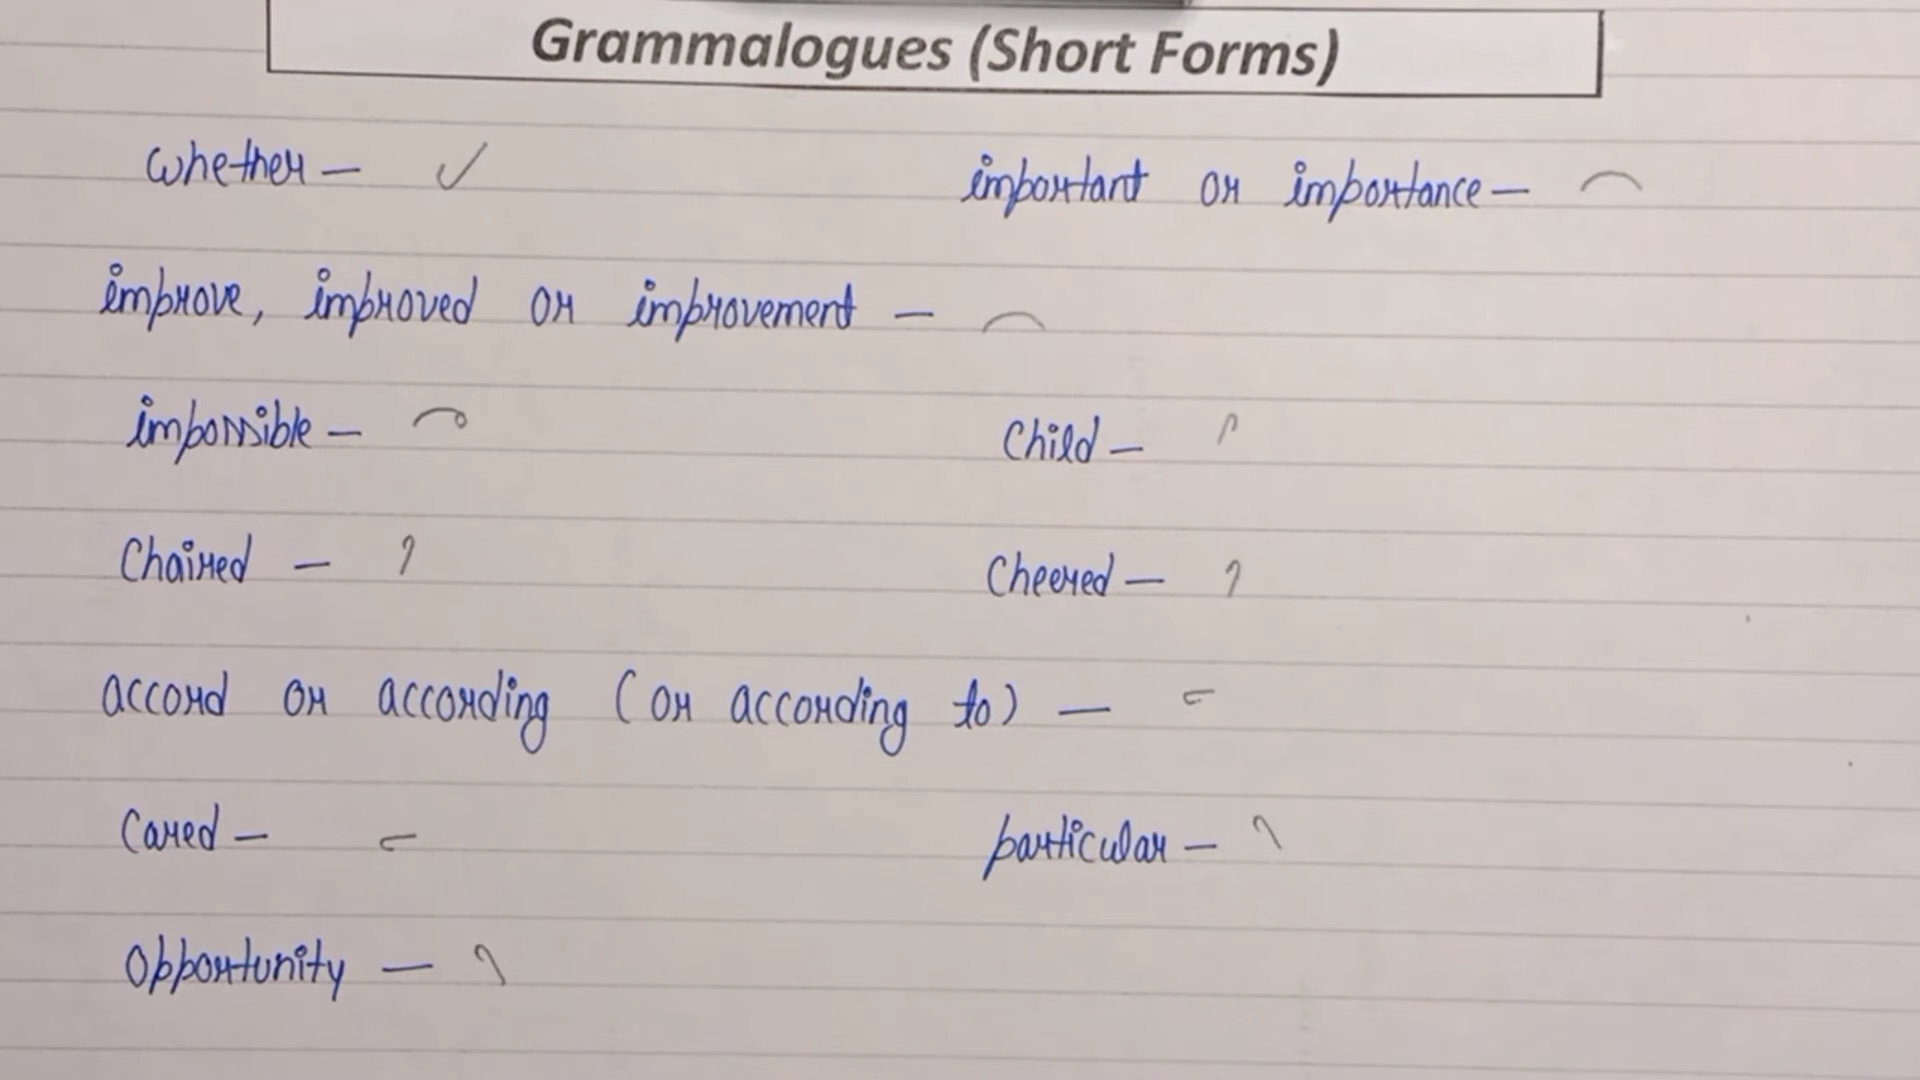 Grammalogues (Short Forms)
Whether — important or importance —
improve, improved or improvement —
impossible — Child —
Chaired — Cheered —
accord or according (or according to) —
Cared — particular —
Opportunity —